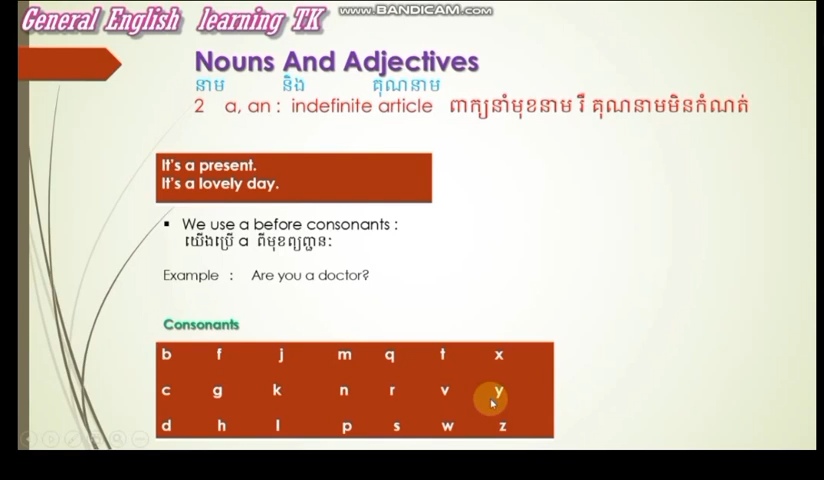 General English learning TK
www.BANDICAM.com
Nouns And Adjectives
នាម និង គុណនាម
2 a, an : indefinite article ពាក្យនាំមុខនាម រឺ គុណនាមមិនកំណត់
It's a present.
It's a lovely day.
▪ We use a before consonants :
យើងប្រើ a ពីមុខព្យញ្ជនៈ
Example : Are you a doctor?
Consonants
b f j m q t x
c g k n r v y
d h l p s w z